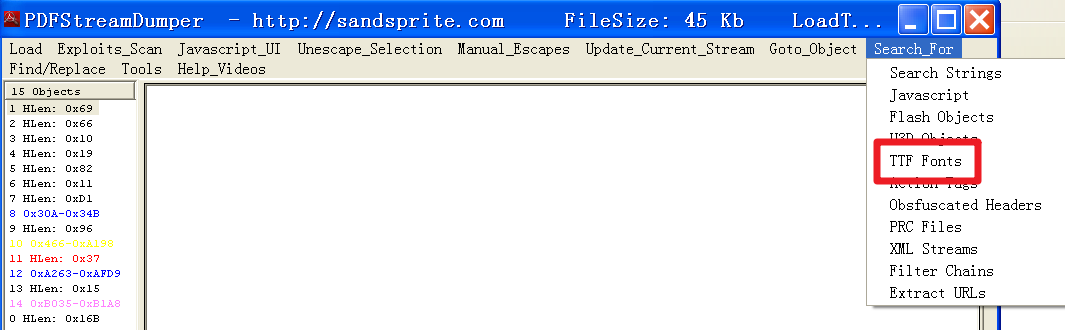 PDFStreamDumper - http://sandsprite.com FileSize: 45 Kb LoadT...
Load Exploits_Scan Javascript_UI Unescape_Selection Manual_Escapes Update_Current_Stream Goto_Object Search_For
Find/Replace Tools Help_Videos
15 Objects
1 HLen: 0x69
2 HLen: 0x66
3 HLen: 0x10
4 HLen: 0x19
5 HLen: 0x82
6 HLen: 0x11
7 HLen: 0xD1
8 0x30A-0x34B
9 HLen: 0x96
10 0x466-0xA198
11 HLen: 0x37
12 0xA263-0xAFD9
13 HLen: 0x15
14 0xB035-0xB1A8
0 HLen: 0x16B
Search Strings
Javascript
Flash Objects
U3D Objects
TTF Fonts
Action Tags
Obsfuscated Headers
PRC Files
XML Streams
Filter Chains
Extract URLs